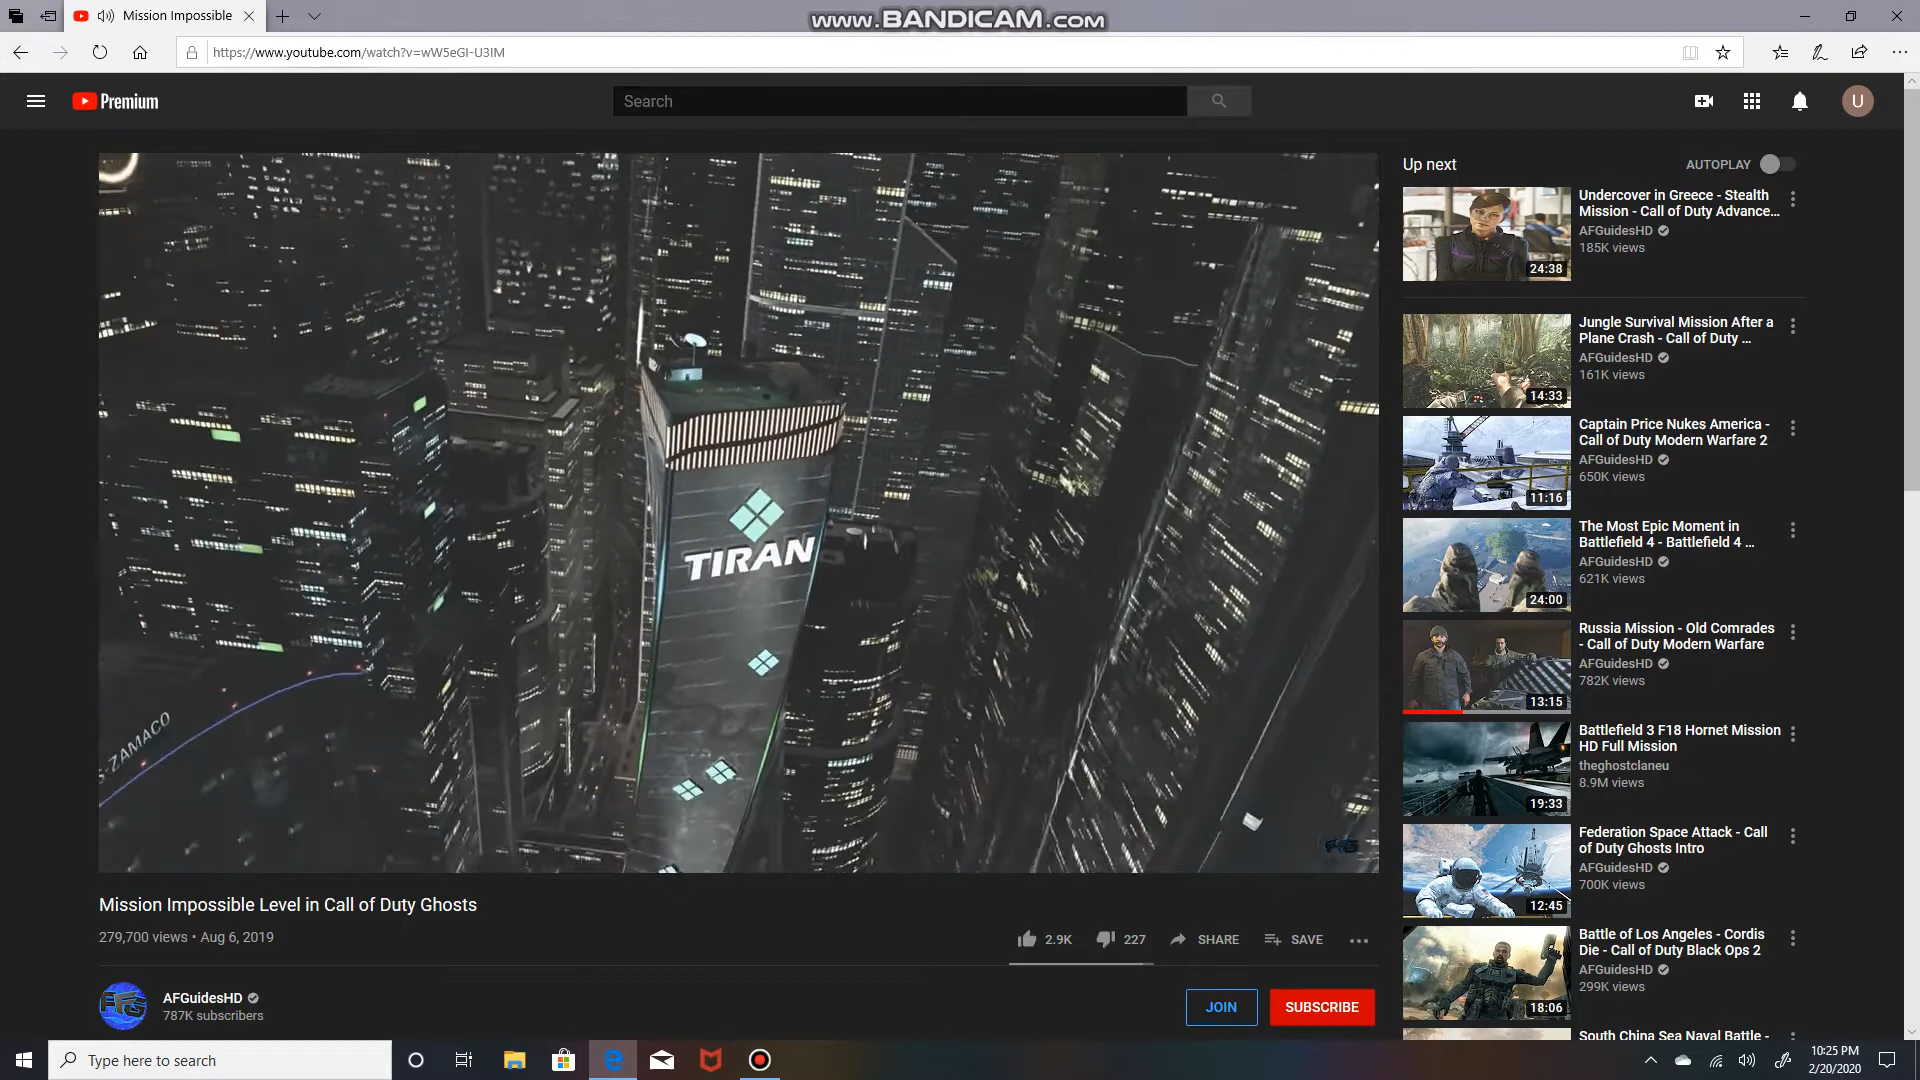 Mission Impossible
www.BANDICAM.com
https://www.youtube.com/watch?v=wW5eGI-U3IM
Premium
Search
U
ZAMACO
TIRAN
Mission Impossible Level in Call of Duty Ghosts
279,700 views • Aug 6, 2019
2.9K
227
SHARE
SAVE
AFGuidesHD
787K subscribers
JOIN
SUBSCRIBE
Up next
AUTOPLAY
Undercover in Greece - Stealth
Mission - Call of Duty Advance...
AFGuidesHD
185K views
24:38
Jungle Survival Mission After a
Plane Crash - Call of Duty ...
AFGuidesHD
161K views
14:33
Captain Price Nukes America -
Call of Duty Modern Warfare 2
AFGuidesHD
650K views
11:16
The Most Epic Moment in
Battlefield 4 - Battlefield 4 ...
AFGuidesHD
621K views
24:00
Russia Mission - Old Comrades
- Call of Duty Modern Warfare
AFGuidesHD
782K views
13:15
Battlefield 3 F18 Hornet Mission
HD Full Mission
theghostclaneu
8.9M views
19:33
Federation Space Attack - Call
of Duty Ghosts Intro
AFGuidesHD
700K views
12:45
Battle of Los Angeles - Cordis
Die - Call of Duty Black Ops 2
AFGuidesHD
299K views
18:06
South China Sea Naval Battle -
Type here to search
10:25 PM
2/20/2020